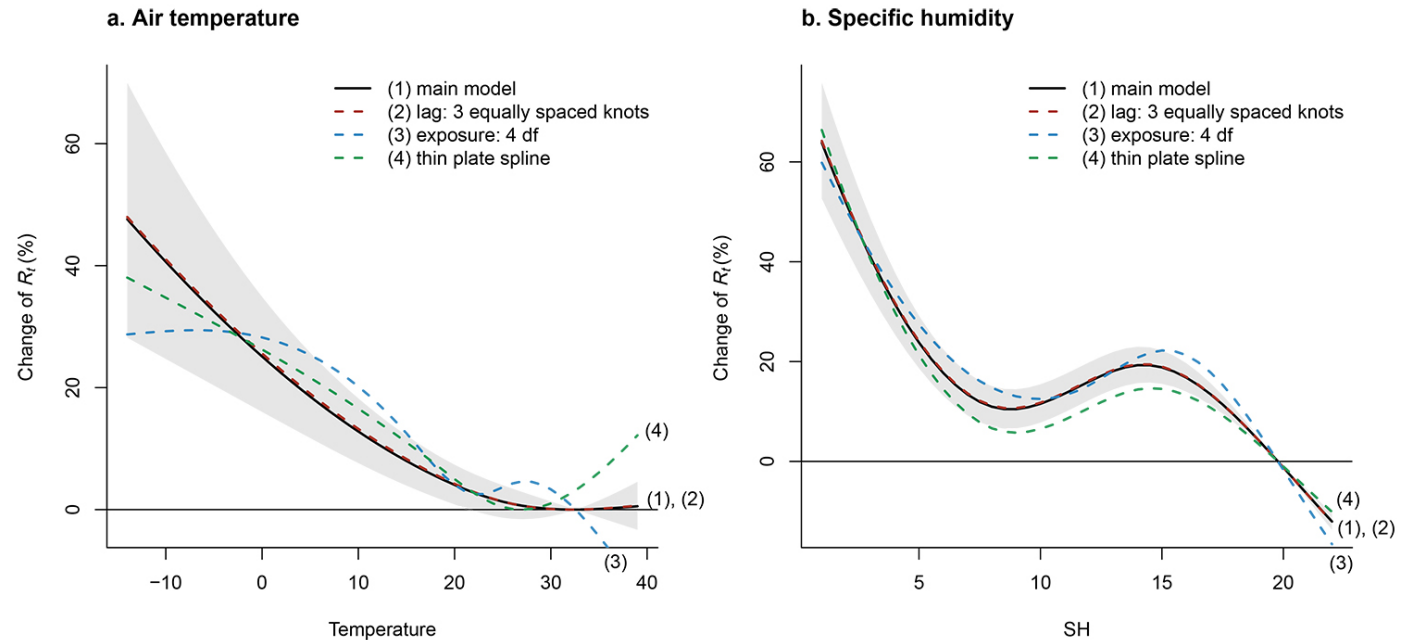 a. Air temperature
(1) main model
(2) lag: 3 equally spaced knots
(3) exposure: 4 df
(4) thin plate spline
Change of Rt(%)
60
40
20
0
(4)
(1), (2)
(3)
−10 0 10 20 30 40
Temperature
b. Specific humidity
(1) main model
(2) lag: 3 equally spaced knots
(3) exposure: 4 df
(4) thin plate spline
Change of Rt(%)
60
40
20
0
(4)
(1), (2)
(3)
5 10 15 20
SH